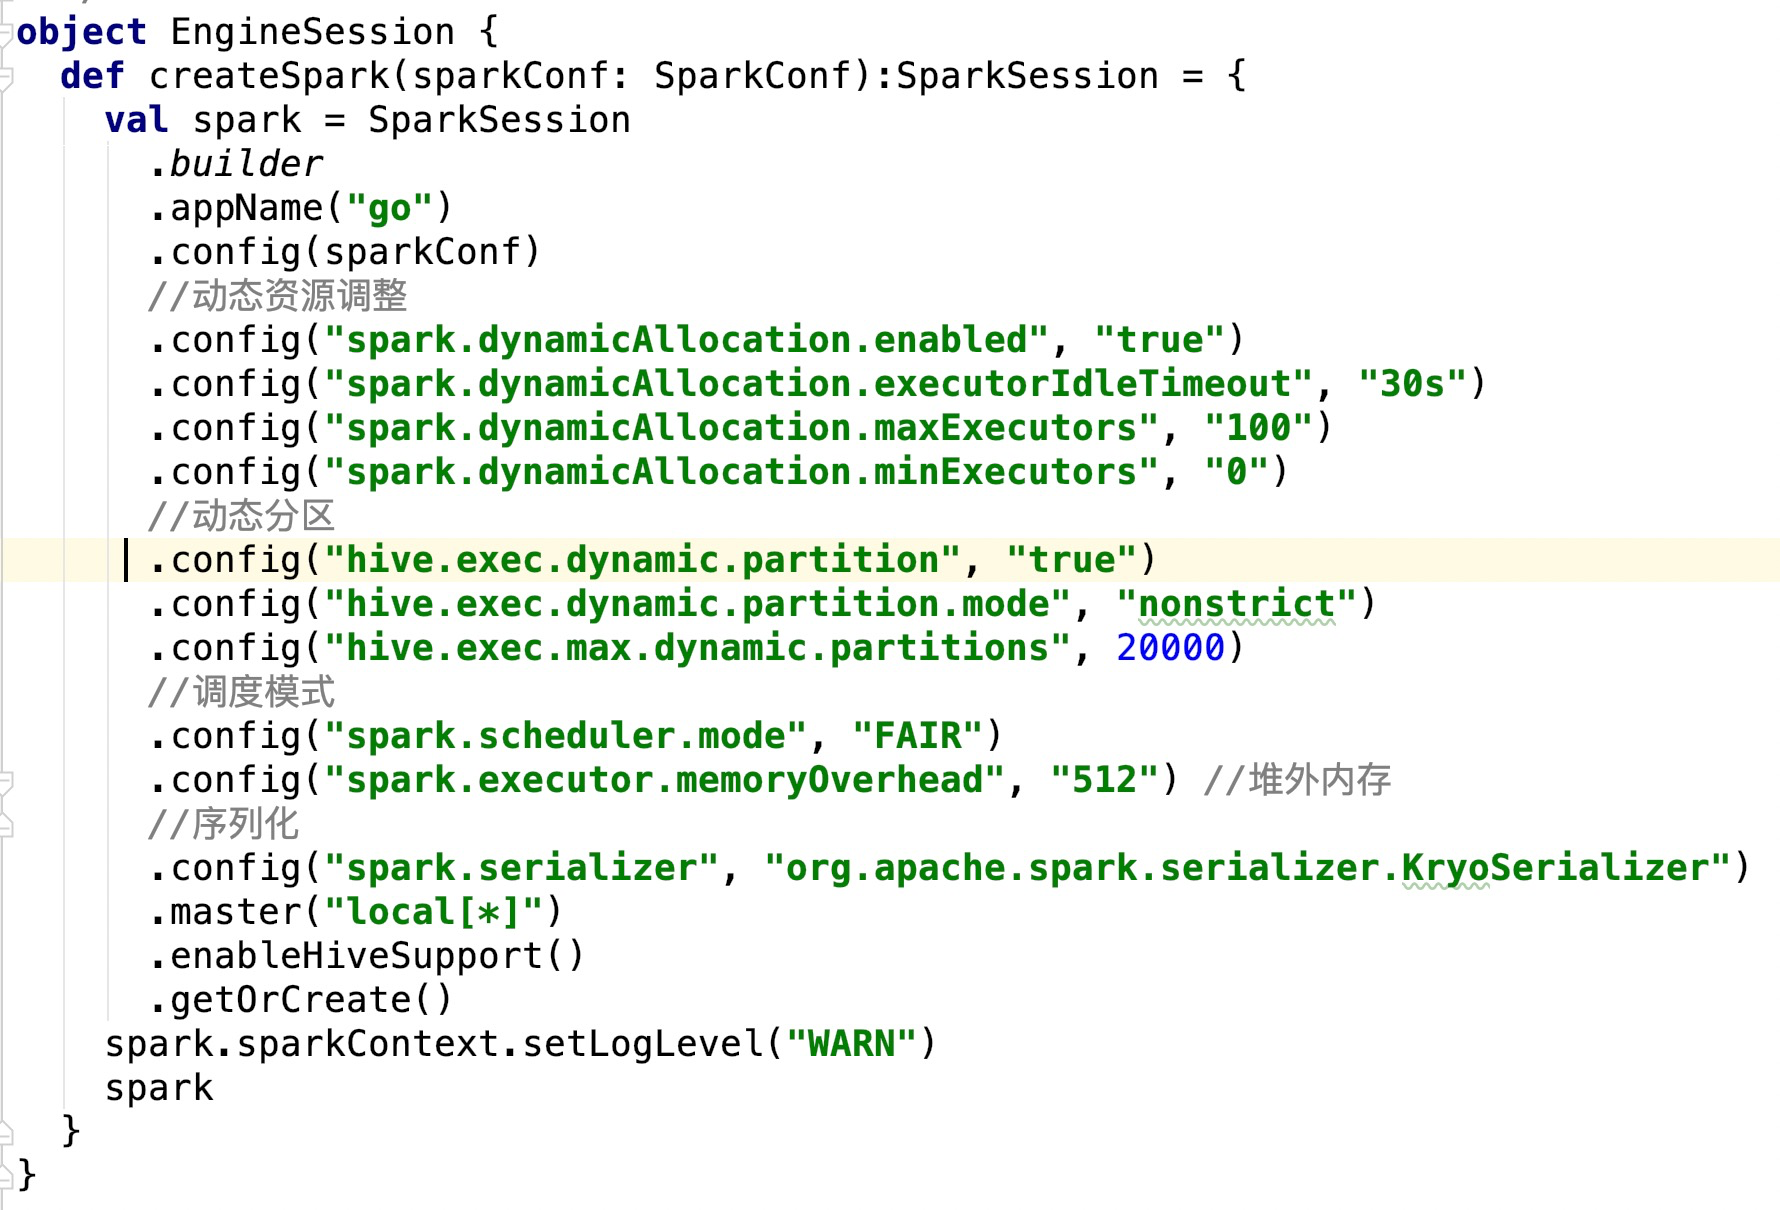 object EngineSession {
  def createSpark(sparkConf: SparkConf):SparkSession = {
    val spark = SparkSession
      .builder
      .appName("go")
      .config(sparkConf)
      //动态资源调整
      .config("spark.dynamicAllocation.enabled", "true")
      .config("spark.dynamicAllocation.executorIdleTimeout", "30s")
      .config("spark.dynamicAllocation.maxExecutors", "100")
      .config("spark.dynamicAllocation.minExecutors", "0")
      //动态分区
      .config("hive.exec.dynamic.partition", "true")
      .config("hive.exec.dynamic.partition.mode", "nonstrict")
      .config("hive.exec.max.dynamic.partitions", 20000)
      //调度模式
      .config("spark.scheduler.mode", "FAIR")
      .config("spark.executor.memoryOverhead", "512") //堆外内存
      //序列化
      .config("spark.serializer", "org.apache.spark.serializer.KryoSerializer")
      .master("local[*]")
      .enableHiveSupport()
      .getOrCreate()
    spark.sparkContext.setLogLevel("WARN")
    spark
  }
}